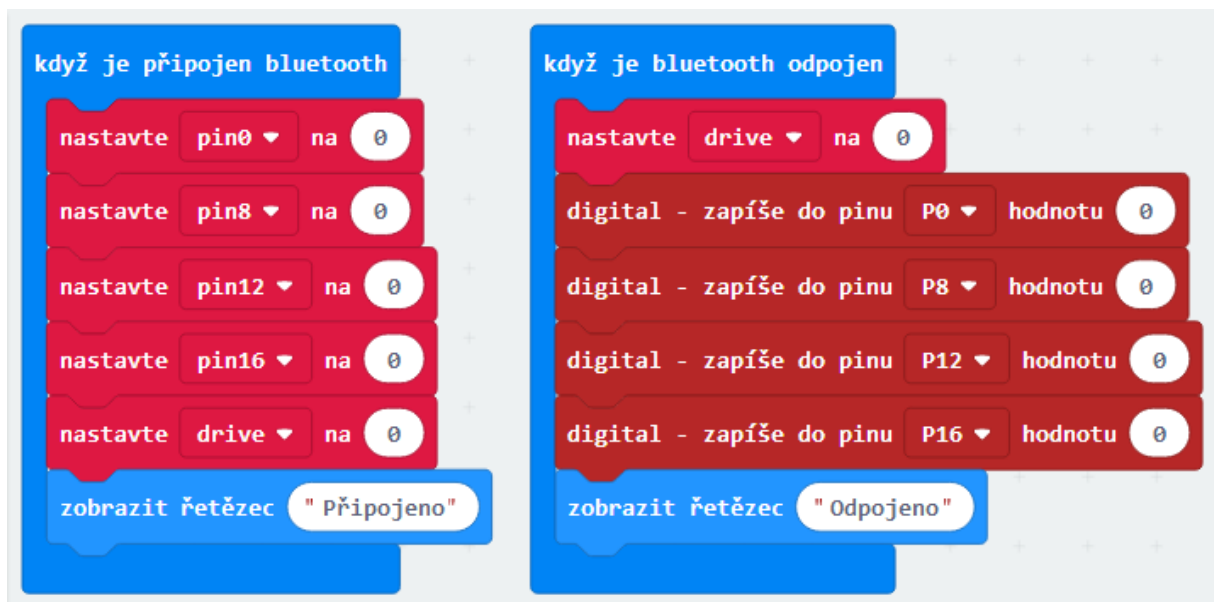 když je připojen bluetooth
nastavte pin0 na 0
nastavte pin8 na 0
nastavte pin12 na 0
nastavte pin16 na 0
nastavte drive na 0
zobrazit řetězec "Připojeno"
když je bluetooth odpojen
nastavte drive na 0
digital - zapíše do pinu P0 hodnotu 0
digital - zapíše do pinu P8 hodnotu 0
digital - zapíše do pinu P12 hodnotu 0
digital - zapíše do pinu P16 hodnotu 0
zobrazit řetězec "Odpojeno"